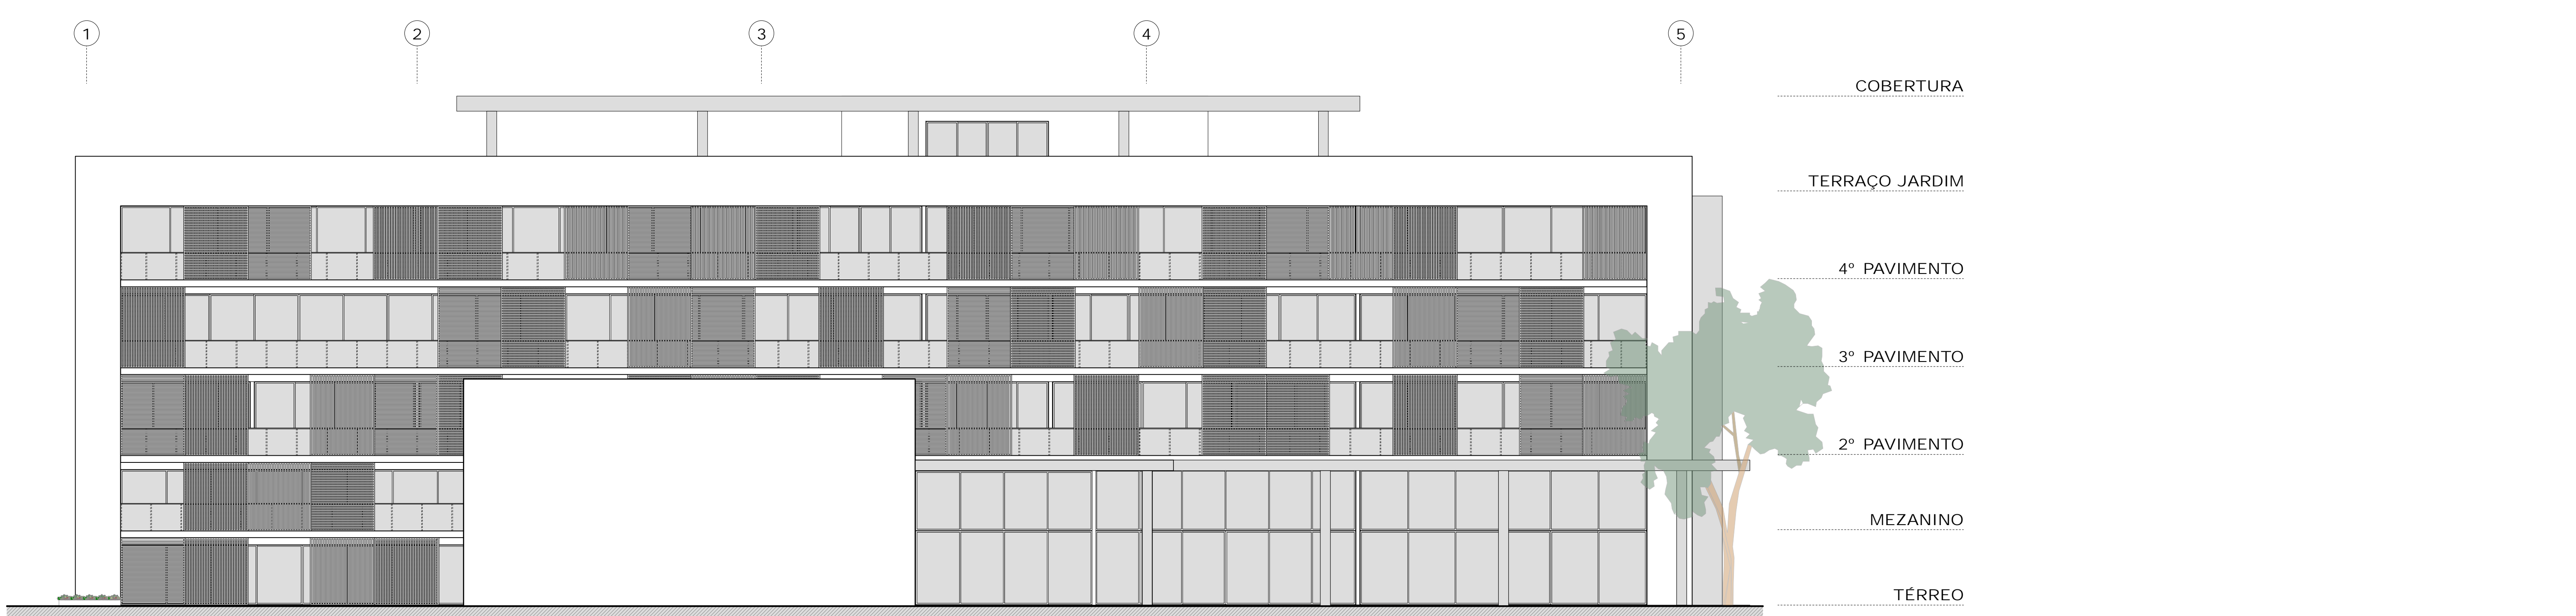 1
2
3
4
5
COBERTURA
TERRAÇO JARDIM
4º PAVIMENTO
3º PAVIMENTO
2º PAVIMENTO
MEZANINO
TÉRREO